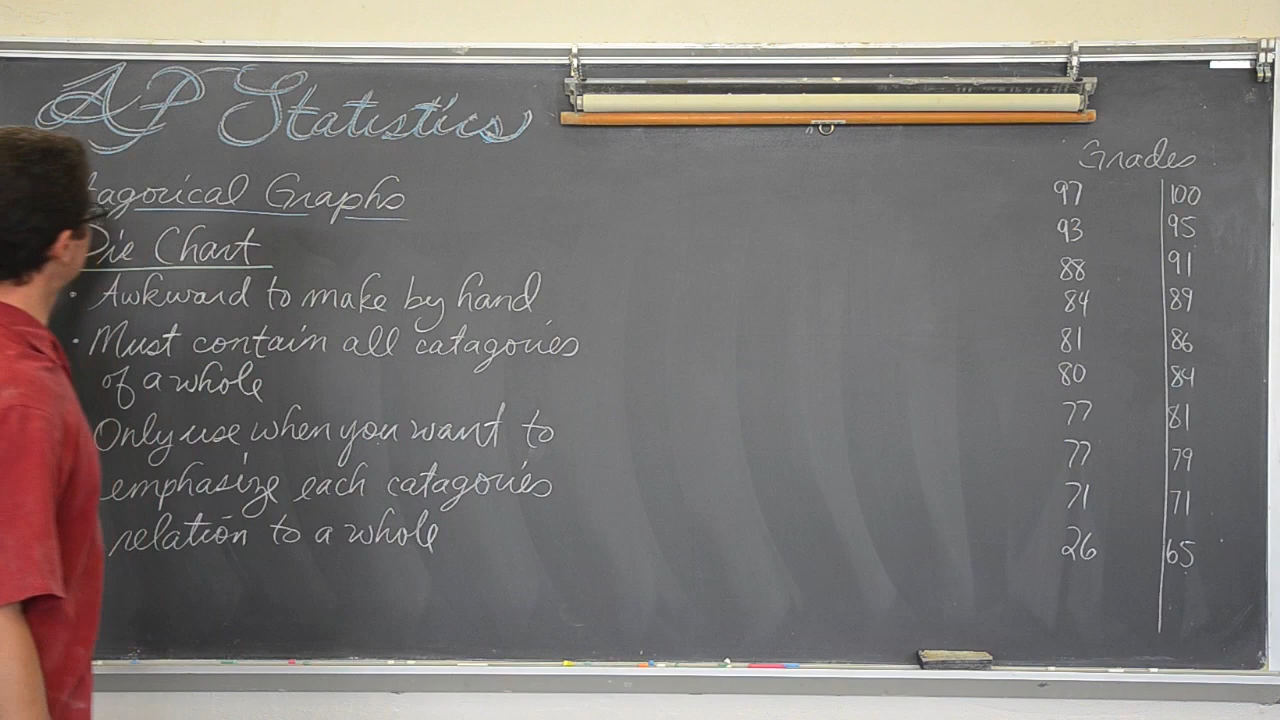 AP Statistics
tagorical Graphs
Pie Chart
• Awkward to make by hand
• Must contain all catagories
of a whole
Only use when you want to
emphasize each catagories
relation to a whole
Grades
97 100
93 95
88 91
84 89
81 86
80 84
77 81
77 79
71 71
26 65